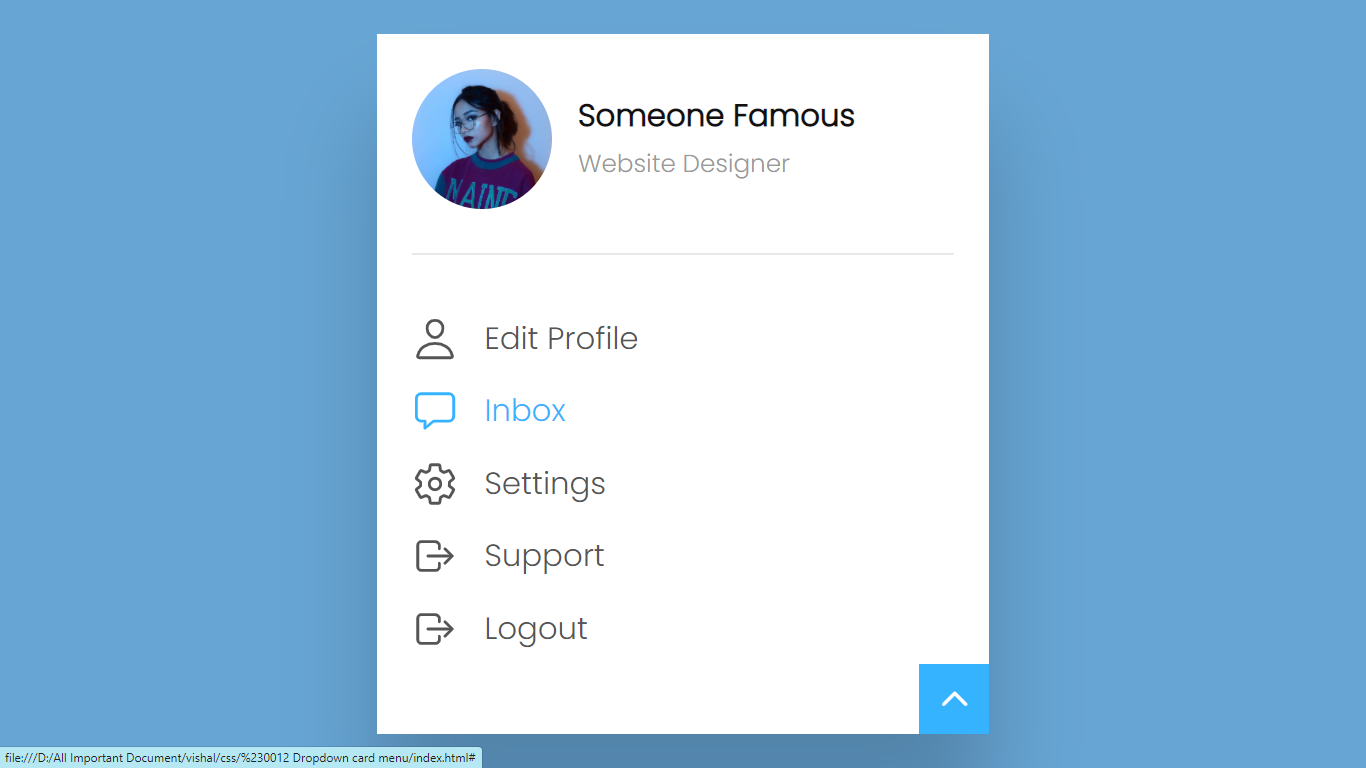 NAING
Someone Famous
Website Designer
Edit Profile
Inbox
Settings
Support
Logout
file:///D:/All Important Document/vishal/css/%230012 Dropdown card menu/index.html#